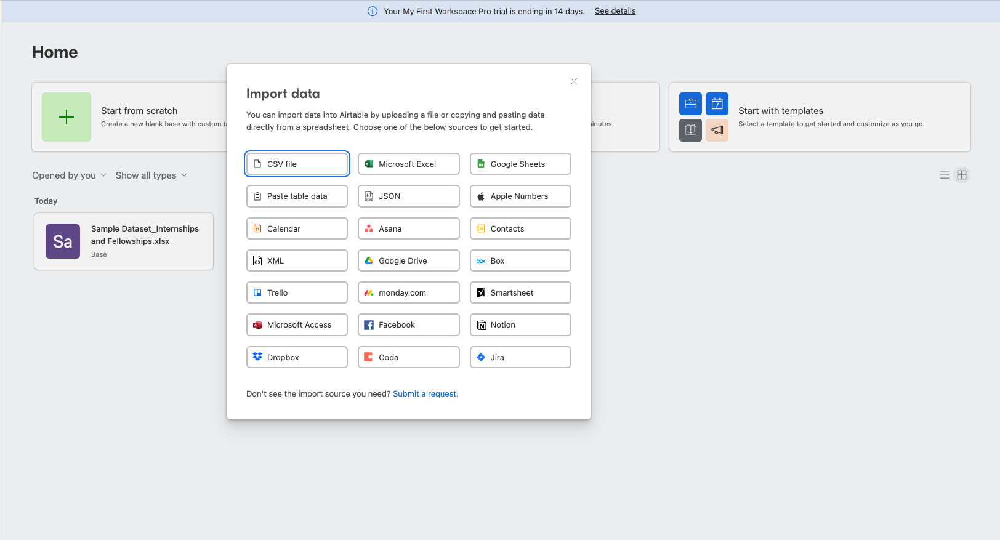 Your My First Workspace Pro trial is ending in 14 days. See details
Home
Start from scratch
Create a new blank base with custom ta
inutes.
7
Start with templates
Select a template to get started and customize as you go.
Import data
You can import data into Airtable by uploading a file or copying and pasting data
directly from a spreadsheet. Choose one of the below sources to get started.
CSV file
Microsoft Excel
Google Sheets
Paste table data
JSON
Apple Numbers
31
Calendar
Asana
Contacts
XML
Google Drive
box
Box
Trello
monday.com
Smartsheet
Microsoft Access
Facebook
Notion
Dropbox
Coda
Jira
Don't see the import source you need? Submit a request.
Opened by you
Show all types
Today
Sa
Sample Dataset_Internships
and Fellowships.xlsx
Base